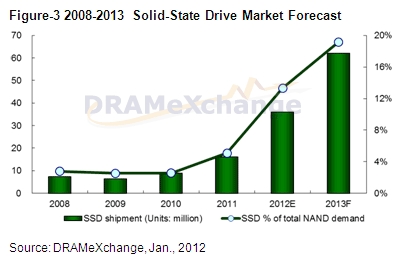 Figure-3 2008-2013 Solid-State Drive Market Forecast
70
60
50
40
30
20
10
0
20%
16%
12%
8%
4%
0%
DRAMeXchange
2008
2009
2010
2011
2012E
2013F
SSD shipment (Units: million)
SSD % of total NAND demand
Source: DRAMeXchange, Jan., 2012